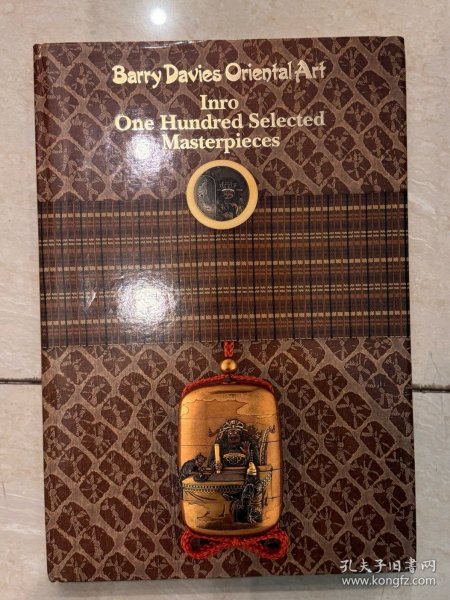 Barry Davies Oriental Art
Inro
One Hundred Selected
Masterpieces
孔夫子旧书网
www.kongfz.com